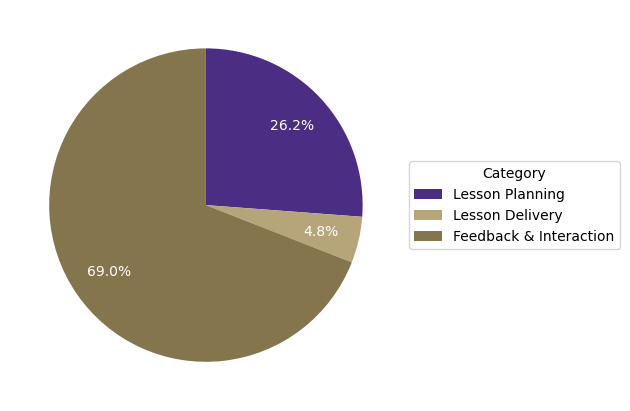 26.2%
4.8%
69.0%
Category
Lesson Planning
Lesson Delivery
Feedback & Interaction